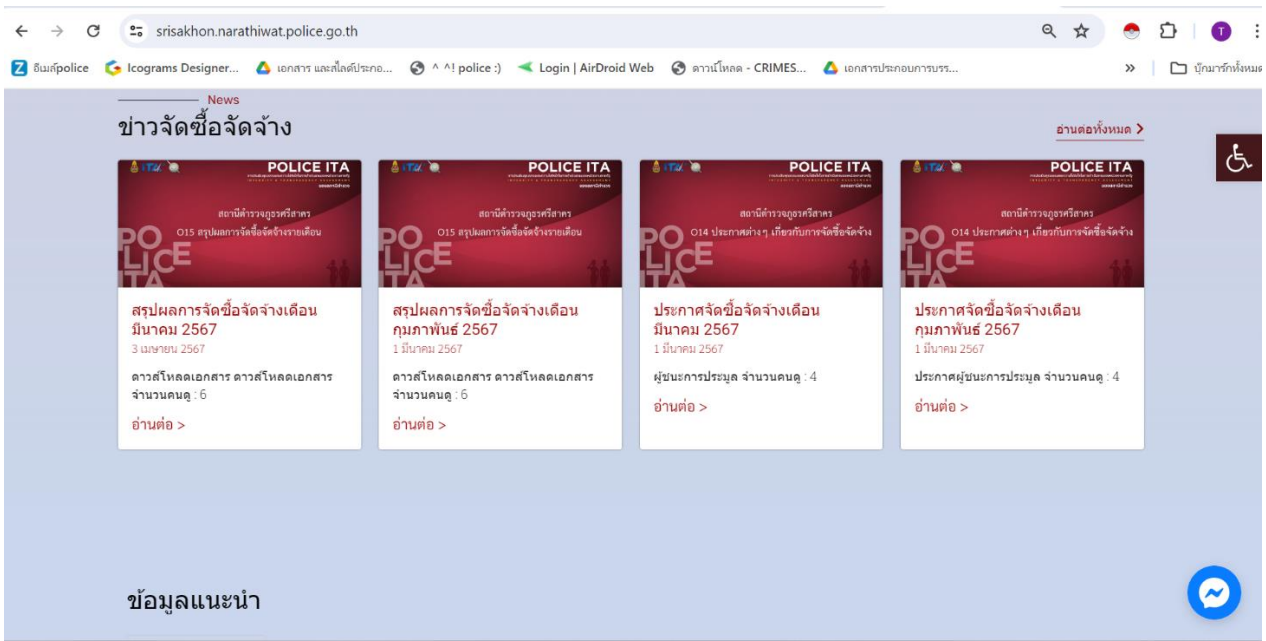 srisakhon.narathiwat.police.go.th
T
Z อีเมล์police
Icograms Designer...
เอกสาร และสไลด์ประกอ...
^ ^! police :)
Login | AirDroid Web
ดาวน์โหลด - CRIMES...
เอกสารประกอบการบรร...
»
บุ๊กมาร์กทั้งหมด
News
ข่าวจัดซื้อจัดจ้าง
อ่านต่อทั้งหมด
ITA
POLICE ITA
สถานีตำรวจภูธรศรีสาคร
O15 สรุปผลการจัดซื้อจัดจ้างรายเดือน
POLICE ITA
สรุปผลการจัดซื้อจัดจ้างเดือน
มีนาคม 2567
3 เมษายน 2567
ดาวส์โหลดเอกสาร ดาวส์โหลดเอกสาร
จำนวนคนดู : 6
อ่านต่อ >
ITA
POLICE ITA
สถานีตำรวจภูธรศรีสาคร
O15 สรุปผลการจัดซื้อจัดจ้างรายเดือน
POLICE ITA
สรุปผลการจัดซื้อจัดจ้างเดือน
กุมภาพันธ์ 2567
1 มีนาคม 2567
ดาวส์โหลดเอกสาร ดาวส์โหลดเอกสาร
จำนวนคนดู : 6
อ่านต่อ >
ITA
POLICE ITA
สถานีตำรวจภูธรศรีสาคร
O14 ประกาศต่างๆ เกี่ยวกับการจัดซื้อจัดจ้าง
POLICE ITA
ประกาศจัดซื้อจัดจ้างเดือน
มีนาคม 2567
1 มีนาคม 2567
ผู้ชนะการประมูล จำนวนคนดู : 4
อ่านต่อ >
ITA
POLICE ITA
สถานีตำรวจภูธรศรีสาคร
O14 ประกาศต่างๆ เกี่ยวกับการจัดซื้อจัดจ้าง
POLICE ITA
ประกาศจัดซื้อจัดจ้างเดือน
กุมภาพันธ์ 2567
1 มีนาคม 2567
ประกาศผู้ชนะการประมูล จำนวนคนดู : 4
อ่านต่อ >
ข้อมูลแนะนำ